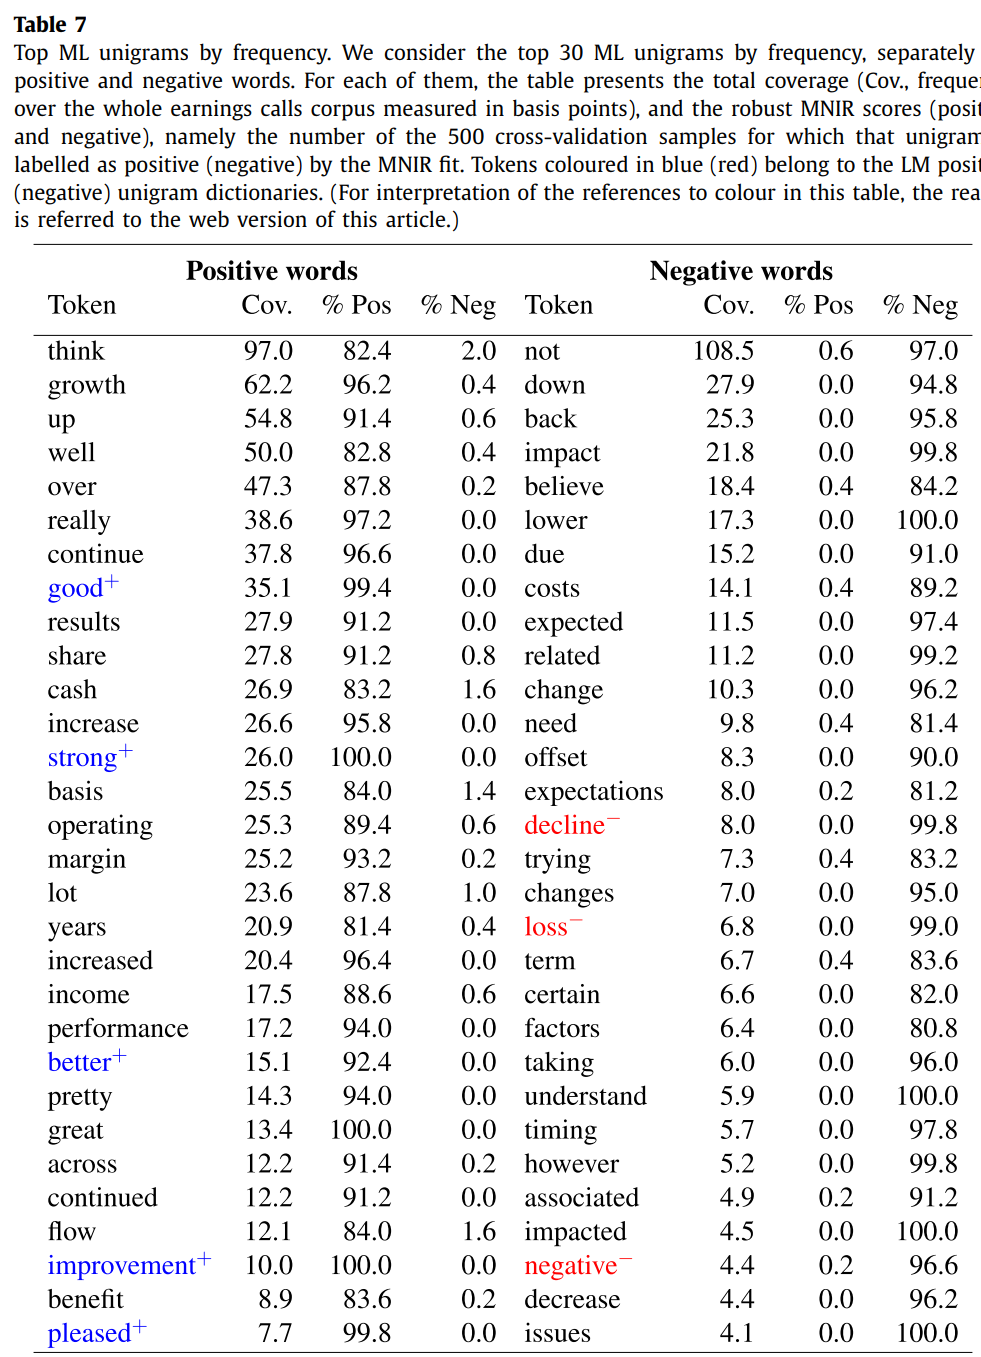 Table 7
Top ML unigrams by frequency. We consider the top 30 ML unigrams by frequency, separately
positive and negative words. For each of them, the table presents the total coverage (Cov., frequen
over the whole earnings calls corpus measured in basis points), and the robust MNIR scores (posit
and negative), namely the number of the 500 cross-validation samples for which that unigram
labelled as positive (negative) by the MNIR fit. Tokens coloured in blue (red) belong to the LM posit
(negative) unigram dictionaries. (For interpretation of the references to colour in this table, the rea
is referred to the web version of this article.)
Positive words Negative words
Token Cov. % Pos % Neg Token Cov. % Pos % Neg
think 97.0 82.4 2.0 not 108.5 0.6 97.0
growth 62.2 96.2 0.4 down 27.9 0.0 94.8
up 54.8 91.4 0.6 back 25.3 0.0 95.8
well 50.0 82.8 0.4 impact 21.8 0.0 99.8
over 47.3 87.8 0.2 believe 18.4 0.4 84.2
really 38.6 97.2 0.0 lower 17.3 0.0 100.0
continue 37.8 96.6 0.0 due 15.2 0.0 91.0
good+ 35.1 99.4 0.0 costs 14.1 0.4 89.2
results 27.9 91.2 0.0 expected 11.5 0.0 97.4
share 27.8 91.2 0.8 related 11.2 0.0 99.2
cash 26.9 83.2 1.6 change 10.3 0.0 96.2
increase 26.6 95.8 0.0 need 9.8 0.4 81.4
strong+ 26.0 100.0 0.0 offset 8.3 0.0 90.0
basis 25.5 84.0 1.4 expectations 8.0 0.2 81.2
operating 25.3 89.4 0.6 decline− 8.0 0.0 99.8
margin 25.2 93.2 0.2 trying 7.3 0.4 83.2
lot 23.6 87.8 1.0 changes 7.0 0.0 95.0
years 20.9 81.4 0.4 loss− 6.8 0.0 99.0
increased 20.4 96.4 0.0 term 6.7 0.4 83.6
income 17.5 88.6 0.6 certain 6.6 0.0 82.0
performance 17.2 94.0 0.0 factors 6.4 0.0 80.8
better+ 15.1 92.4 0.0 taking 6.0 0.0 96.0
pretty 14.3 94.0 0.0 understand 5.9 0.0 100.0
great 13.4 100.0 0.0 timing 5.7 0.0 97.8
across 12.2 91.4 0.2 however 5.2 0.0 99.8
continued 12.2 91.2 0.0 associated 4.9 0.2 91.2
flow 12.1 84.0 1.6 impacted 4.5 0.0 100.0
improvement+ 10.0 100.0 0.0 negative− 4.4 0.2 96.6
benefit 8.9 83.6 0.2 decrease 4.4 0.0 96.2
pleased+ 7.7 99.8 0.0 issues 4.1 0.0 100.0